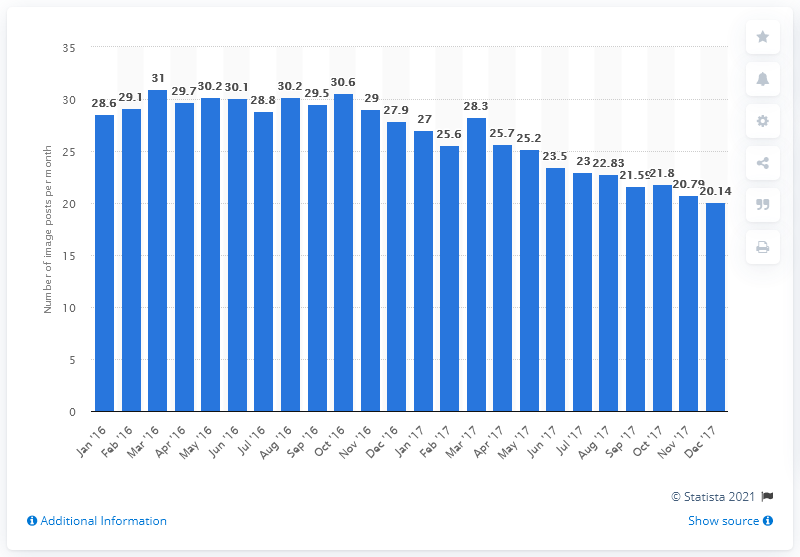 Number of image posts per month
35
30
25
20
15
10
5
0
28.6 29.1 31 29.7 30.2 30.1 28.8 30.2 29.5 30.6 29 27.9 27 25.6 28.3 25.7 25.2 23.5 23 22.83 21.59 21.8 20.79 20.14
Jan '16 Feb '16 Mar '16 Apr '16 May '16 Jun '16 Jul '16 Aug '16 Sep '16 Oct '16 Nov '16 Dec '16 Jan '17 Feb '17 Mar '17 Apr '17 May '17 Jun '17 Jul '17 Aug '17 Sep '17 Oct '17 Nov '17 Dec '17
© Statista 2021
Additional Information
Show source